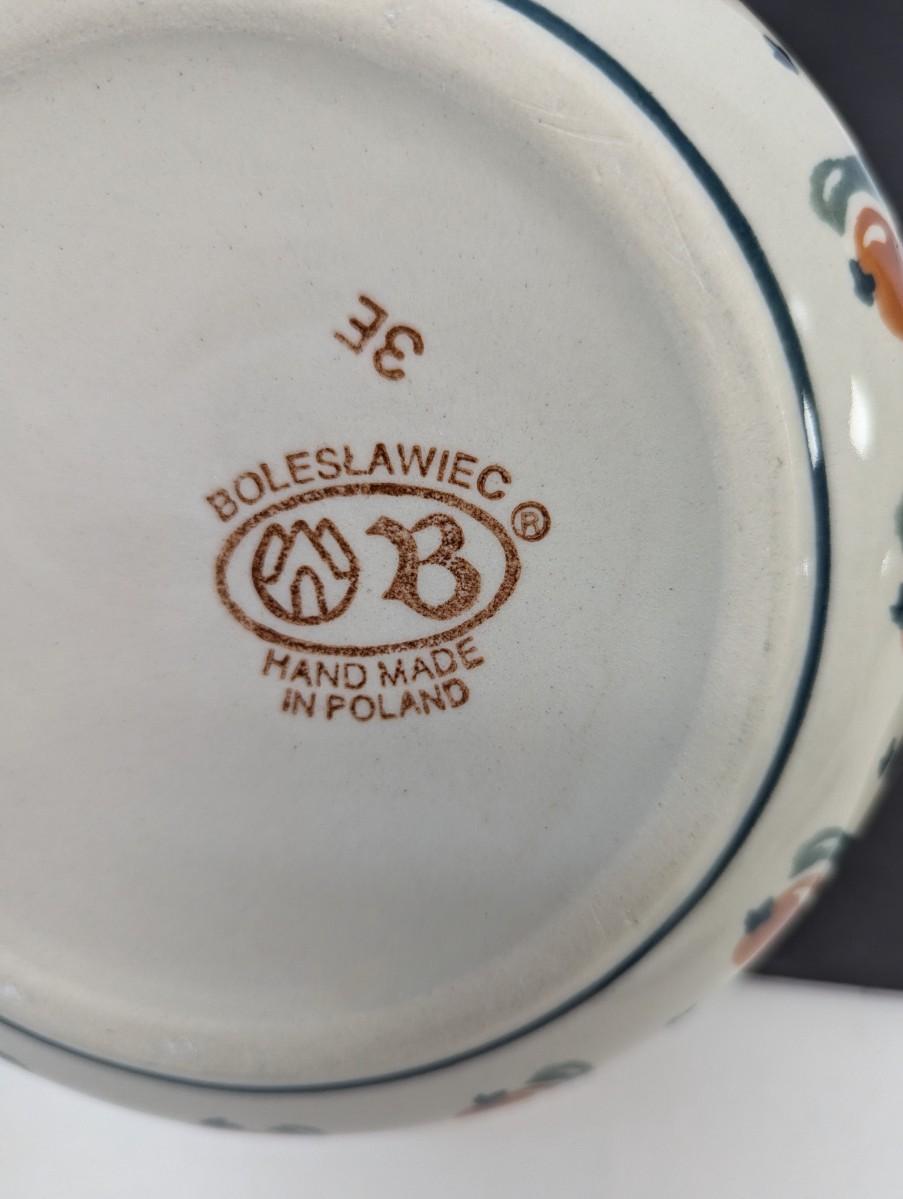 3E
BOLESŁAWIEC ®
B
HAND MADE
IN POLAND